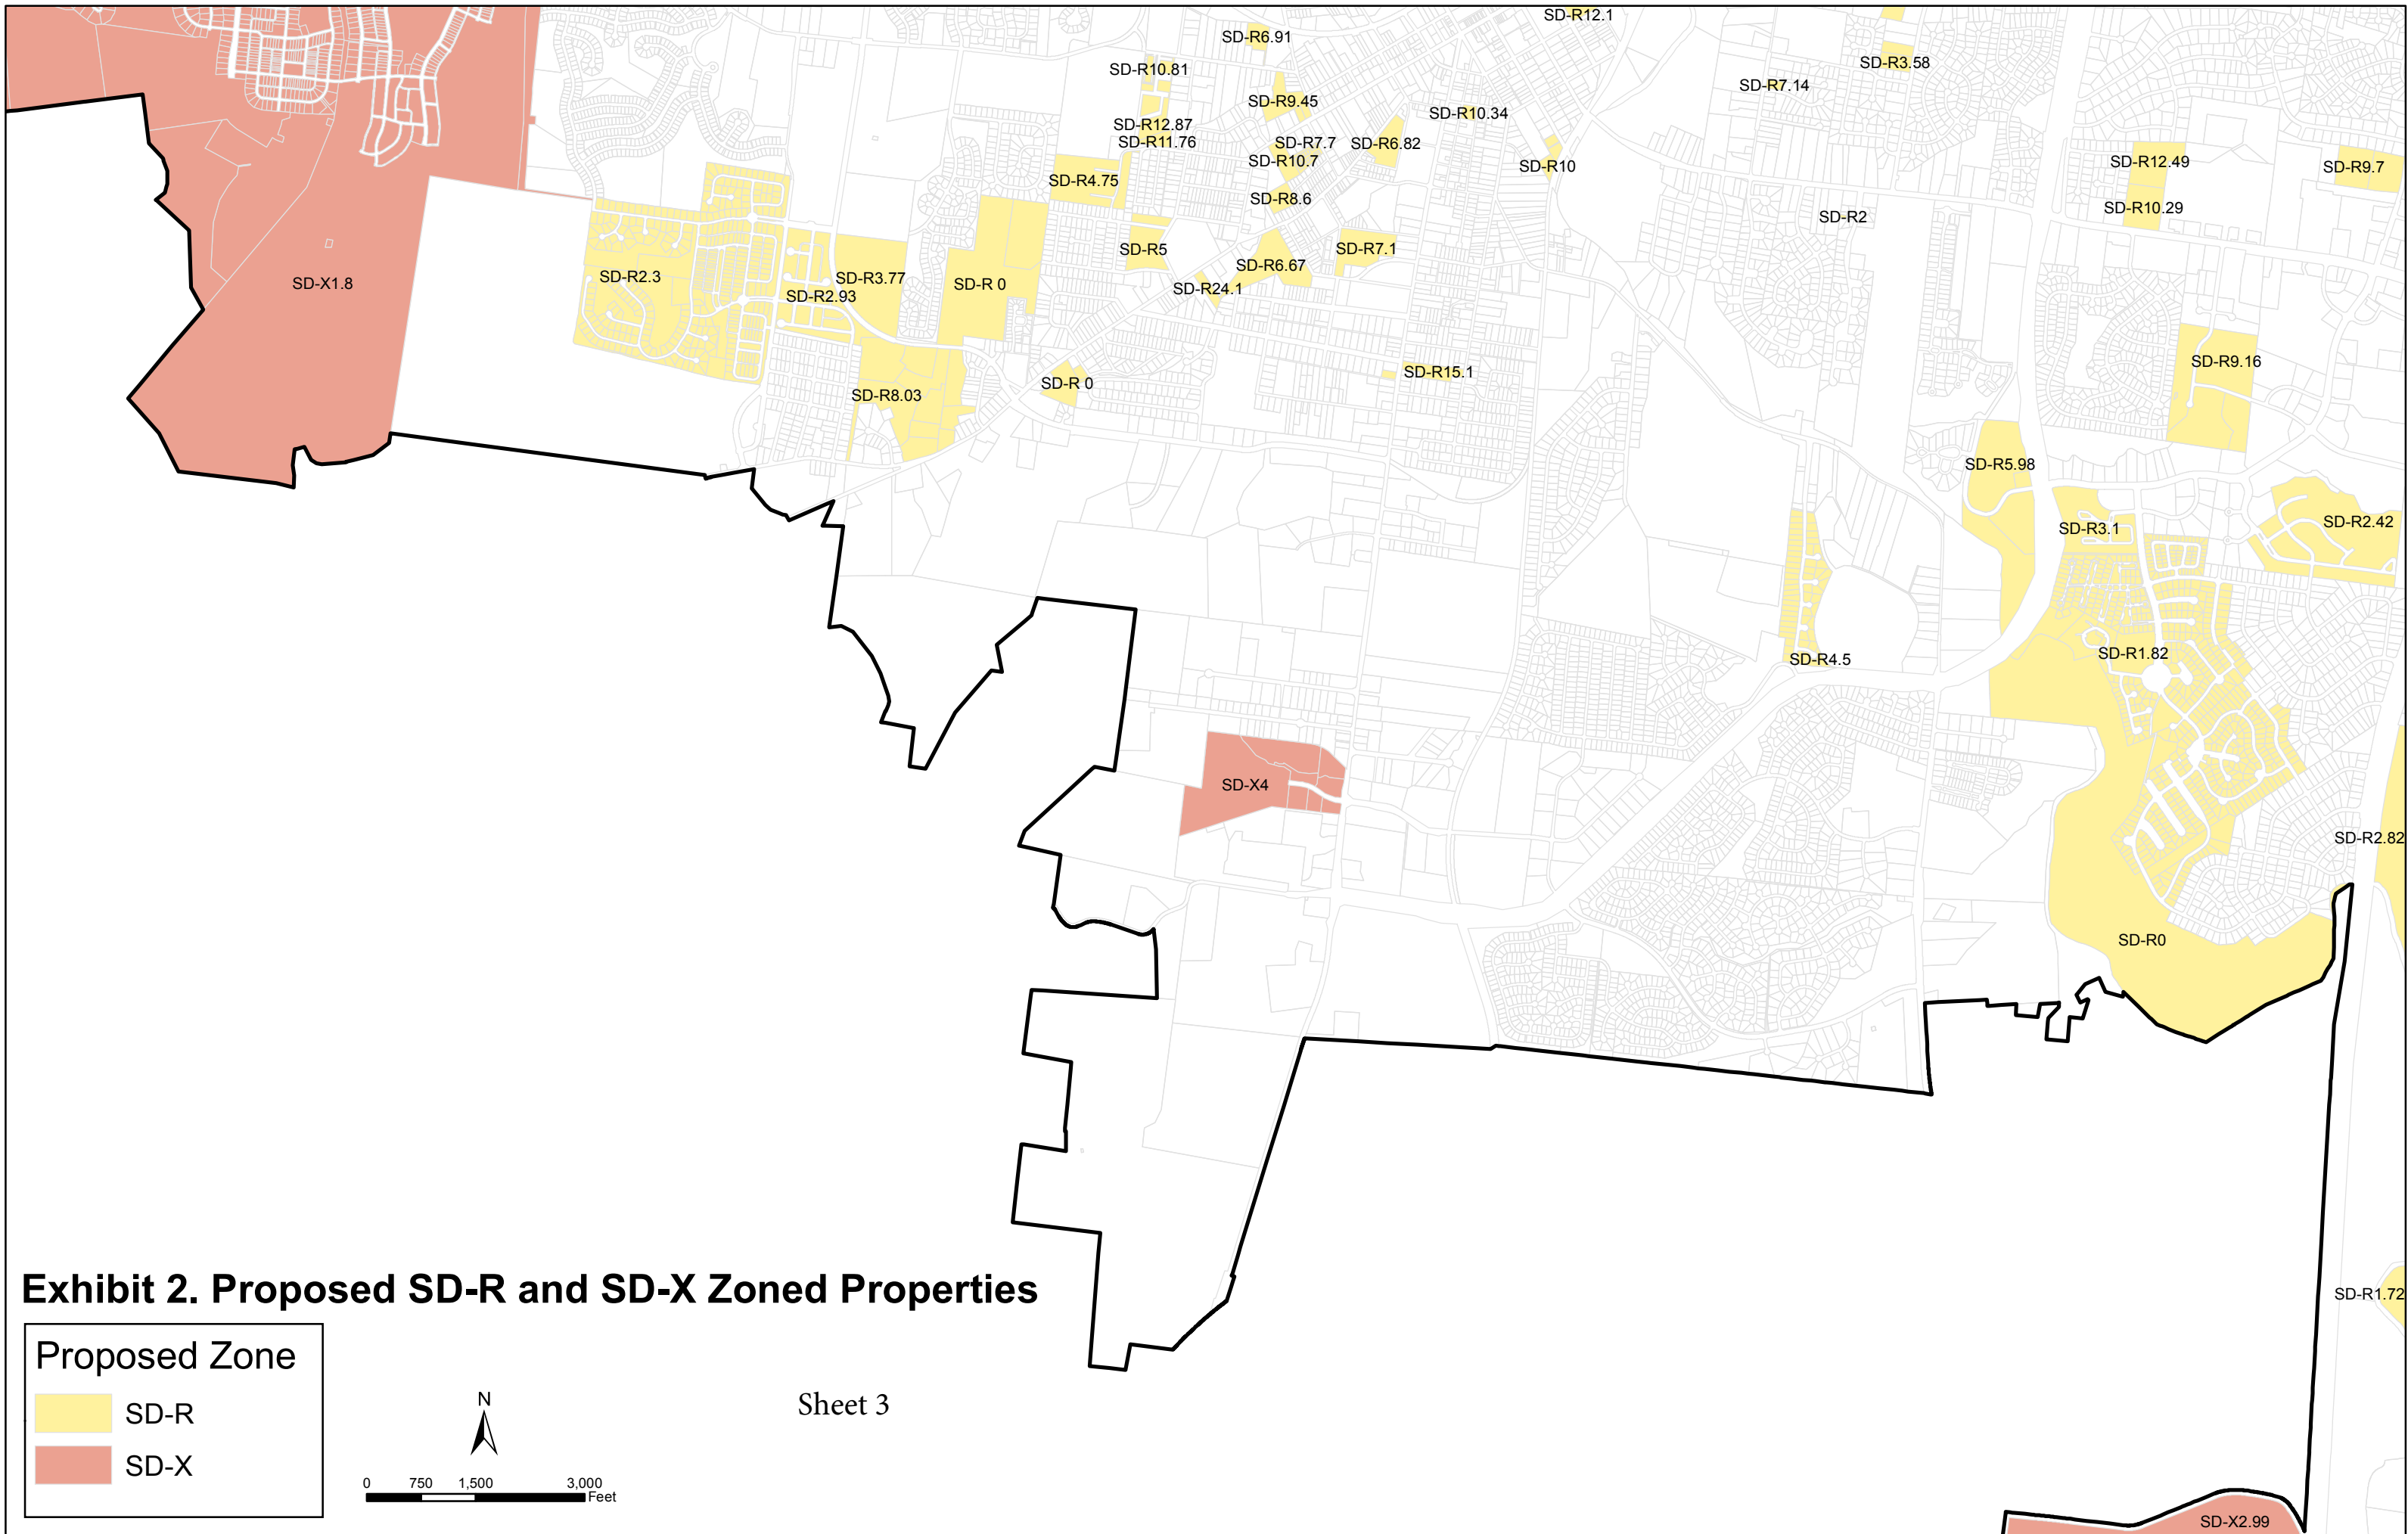 SD-R12.1
SD-R6.91
SD-R10.81
SD-R3.58
SD-R7.14
SD-R9.45
SD-R10.34
SD-R12.87
SD-R11.76
SD-R7.7
SD-R6.82
SD-R10.7
SD-R10
SD-R12.49
SD-R9.7
SD-R4.75
SD-R8.6
SD-R10.29
SD-R2
SD-R5
SD-R7.1
SD-R6.67
SD-X1.8
SD-R2.3
SD-R3.77
SD-R 0
SD-R2.93
SD-R24.1
SD-R9.16
SD-R15.1
SD-R 0
SD-R8.03
SD-R5.98
SD-R2.42
SD-R3.1
SD-R1.82
SD-R4.5
SD-X4
SD-R2.82
SD-R0
SD-R1.72
Exhibit 2. Proposed SD-R and SD-X Zoned Properties
Proposed Zone
SD-R
SD-X
N
0 750 1,500 3,000
Feet
Sheet 3
SD-X2.99